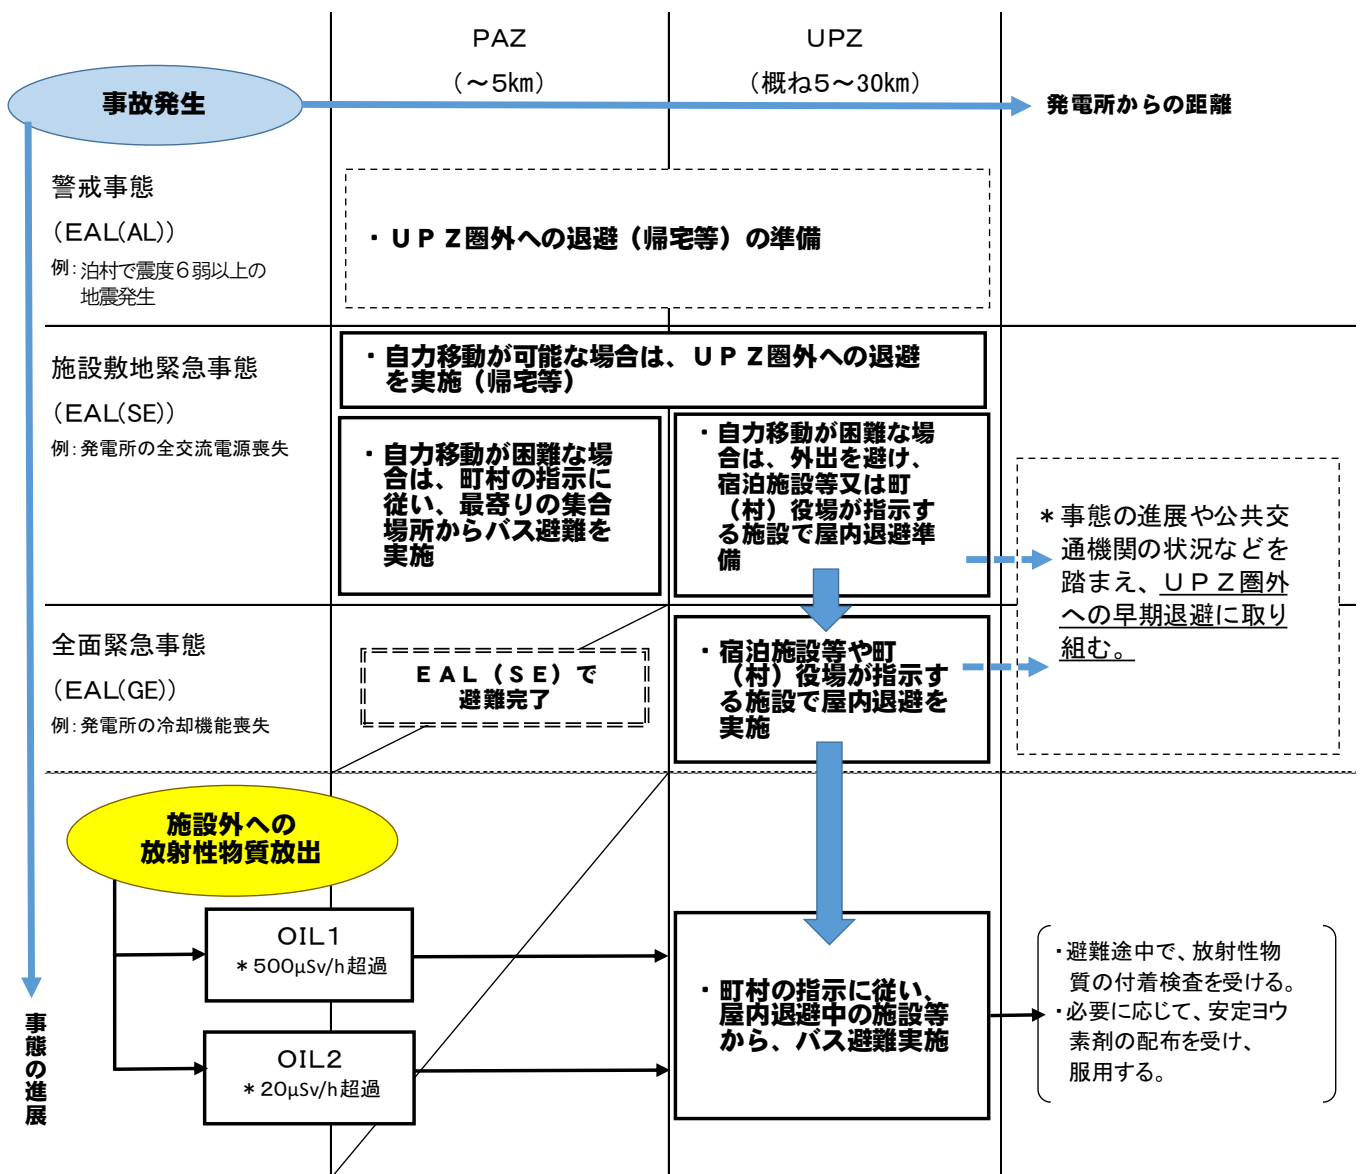 PAZ
(～5km)
UPZ
(概ね5～30km)
事故発生
発電所からの距離
警戒事態
(EAL(AL))
例：泊村で震度６弱以上の
地震発生
・ＵＰＺ圏外への退避（帰宅等）の準備
施設敷地緊急事態
(EAL(SE))
例：発電所の全交流電源喪失
・自力移動が可能な場合は、ＵＰＺ圏外への退避
を実施（帰宅等）
・自力移動が困難な場
合は、町村の指示に
従い、最寄りの集合
場所からバス避難を
実施
・自力移動が困難な場
合は、外出を避け、
宿泊施設等又は町
（村）役場が指示す
る施設で屋内退避準
備
＊事態の進展や公共交
通機関の状況などを
踏まえ、ＵＰＺ圏外
への早期退避に取り
組む。
全面緊急事態
(EAL(GE))
例：発電所の冷却機能喪失
ＥＡＬ（ＳＥ）で
避難完了
・宿泊施設等や町
（村）役場が指示す
る施設で屋内退避を
実施
施設外への
放射性物質放出
OIL1
＊500μSv/h超過
OIL2
＊20μSv/h超過
・町村の指示に従い、
屋内退避中の施設等
から、バス避難実施
・避難途中で、放射性物
質の付着検査を受ける。
・必要に応じて、安定ヨウ
素剤の配布を受け、
服用する。
事態の進展